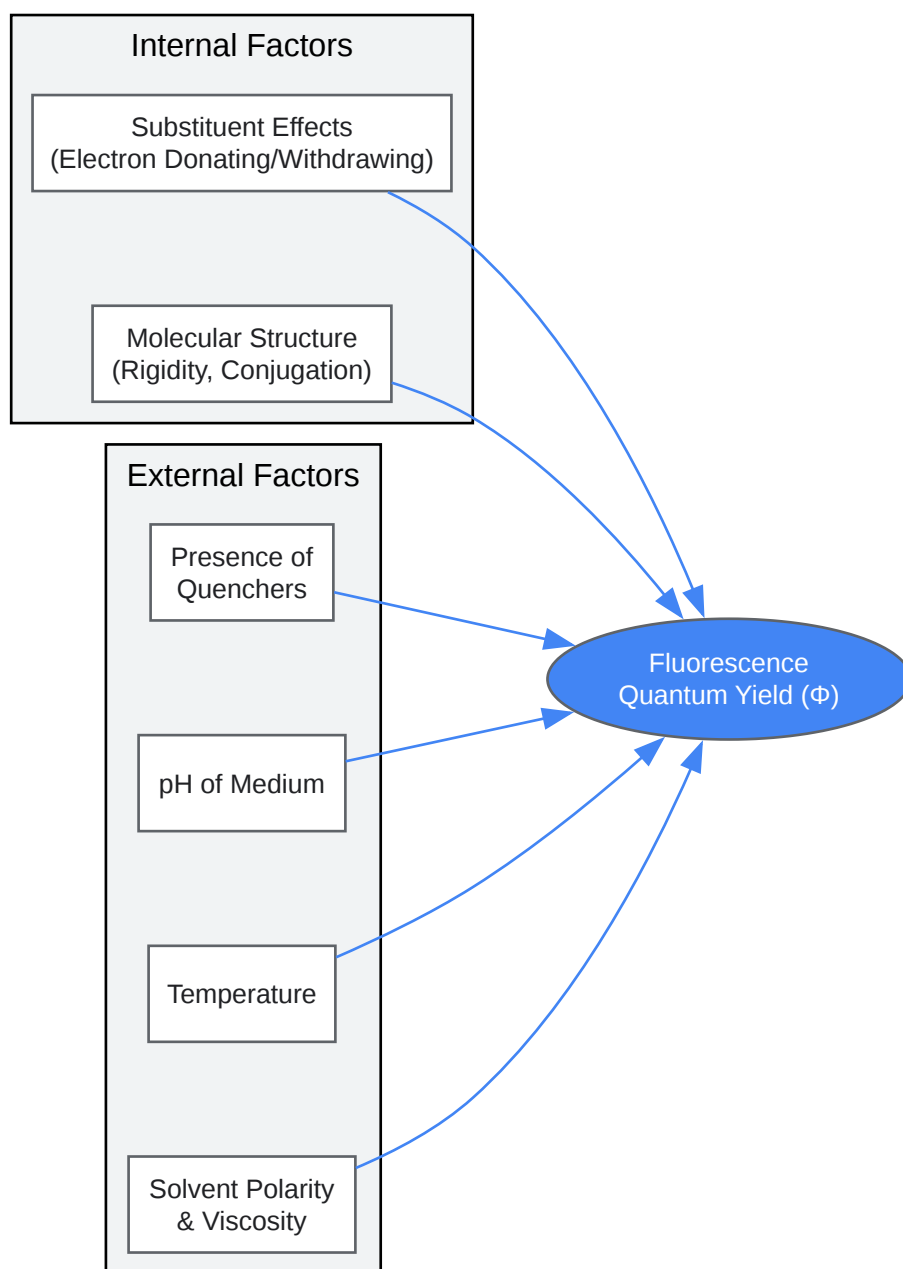 Internal Factors
Substituent Effects
(Electron Donating/Withdrawing)
Molecular Structure
(Rigidity, Conjugation)
External Factors
Presence of
Quenchers
pH of Medium
Temperature
Solvent Polarity
& Viscosity
Fluorescence
Quantum Yield (Φ)